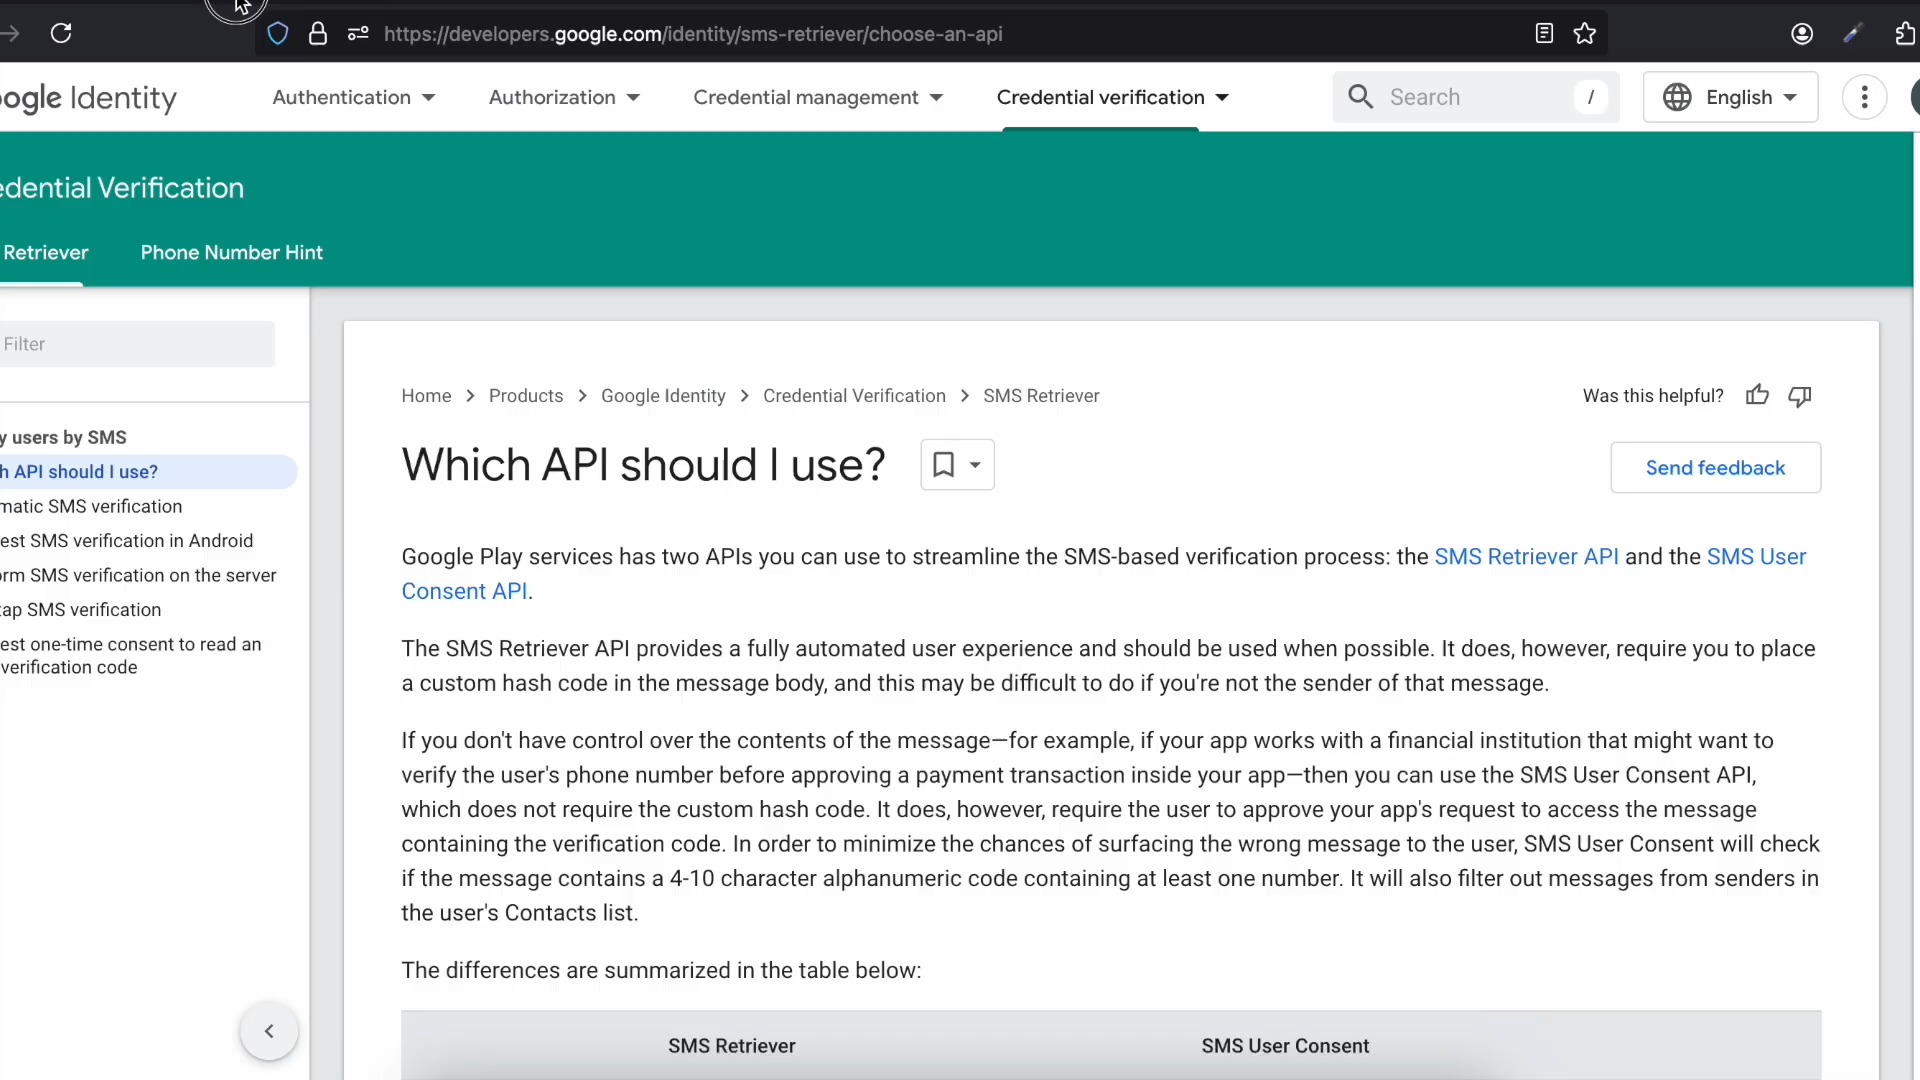 https://developers.google.com/identity/sms-retriever/choose-an-api
ogle Identity
Authentication
Authorization
Credential management
Credential verification
Search
/
English
edential Verification
Retriever
Phone Number Hint
Filter
y users by SMS
h API should I use?
matic SMS verification
est SMS verification in Android
orm SMS verification on the server
tap SMS verification
est one-time consent to read an
verification code
Home > Products > Google Identity > Credential Verification > SMS Retriever
Was this helpful?
Which API should I use?
Send feedback
Google Play services has two APIs you can use to streamline the SMS-based verification process: the SMS Retriever API and the SMS User
Consent API.
The SMS Retriever API provides a fully automated user experience and should be used when possible. It does, however, require you to place
a custom hash code in the message body, and this may be difficult to do if you're not the sender of that message.
If you don't have control over the contents of the message—for example, if your app works with a financial institution that might want to
verify the user's phone number before approving a payment transaction inside your app—then you can use the SMS User Consent API,
which does not require the custom hash code. It does, however, require the user to approve your app's request to access the message
containing the verification code. In order to minimize the chances of surfacing the wrong message to the user, SMS User Consent will check
if the message contains a 4-10 character alphanumeric code containing at least one number. It will also filter out messages from senders in
the user's Contacts list.
The differences are summarized in the table below:
SMS Retriever
SMS User Consent